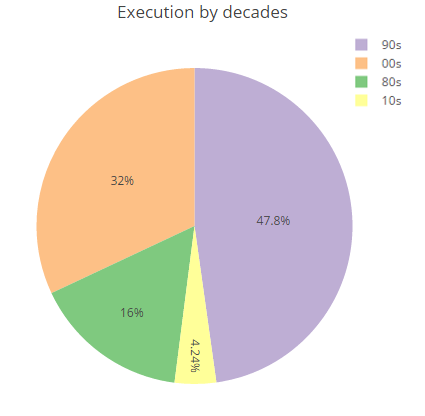 Execution by decades
90s
00s
80s
10s
32%
47.8%
16%
4.24%